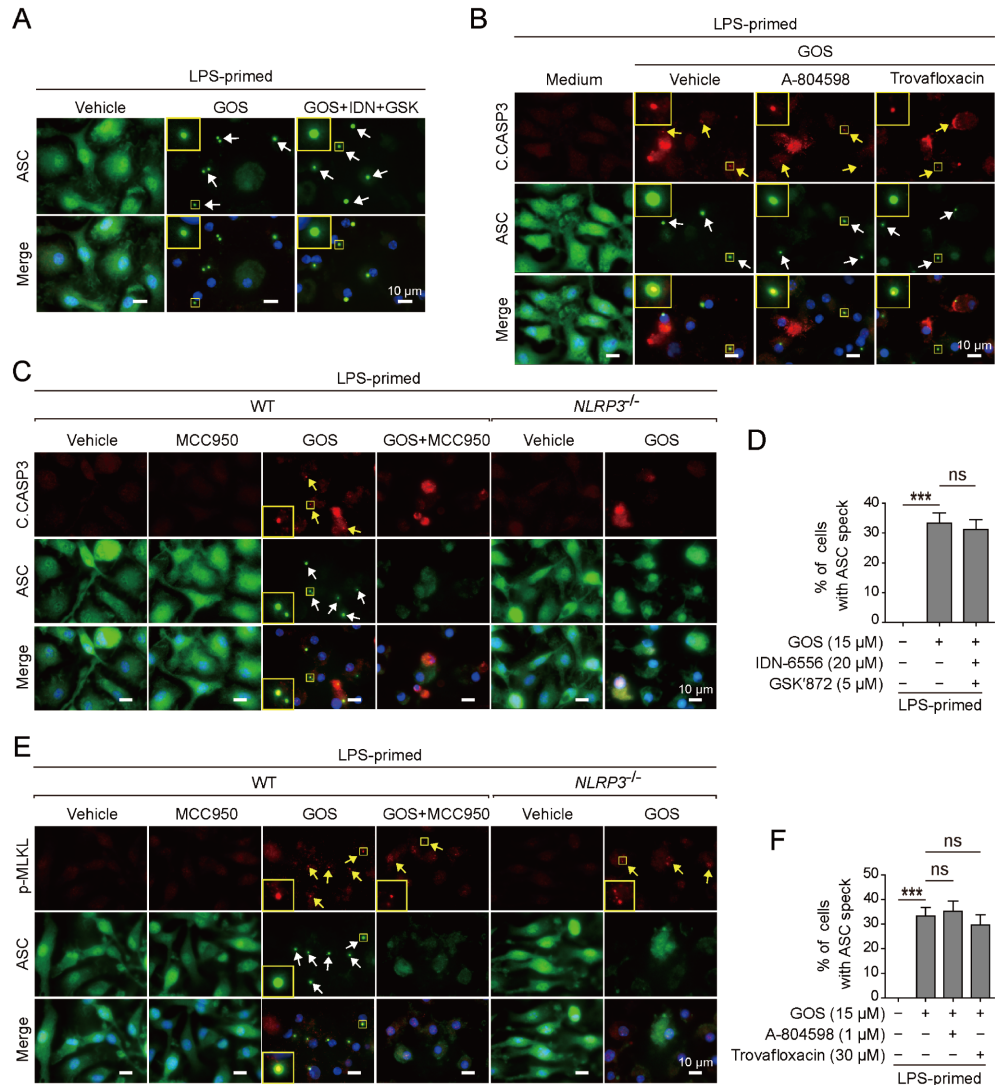 A
LPS-primed
Vehicle GOS GOS+IDN+GSK
ASC
Merge
10 µm
B
LPS-primed
GOS
Medium Vehicle A-804598 Trovafloxacin
C.CASP3
ASC
Merge
10 µm
C
LPS-primed
WT NLRP3-/-
Vehicle MCC950 GOS GOS+MCC950 Vehicle GOS
C.CASP3
ASC
Merge
10 µm
D
*** ns
% of cells
with ASC speck
40
30
20
10
0
GOS (15 µM) – + +
IDN-6556 (20 µM) – – +
GSK'872 (5 µM) – – +
LPS-primed
E
LPS-primed
WT NLRP3-/-
Vehicle MCC950 GOS GOS+MCC950 Vehicle GOS
p-MLKL
ASC
Merge
10 µm
F
ns
ns
***
% of cells
with ASC speck
50
40
30
20
10
0
GOS (15 µM) – + + +
A-804598 (1 µM) – – + –
Trovafloxacin (30 µM) – – – +
LPS-primed